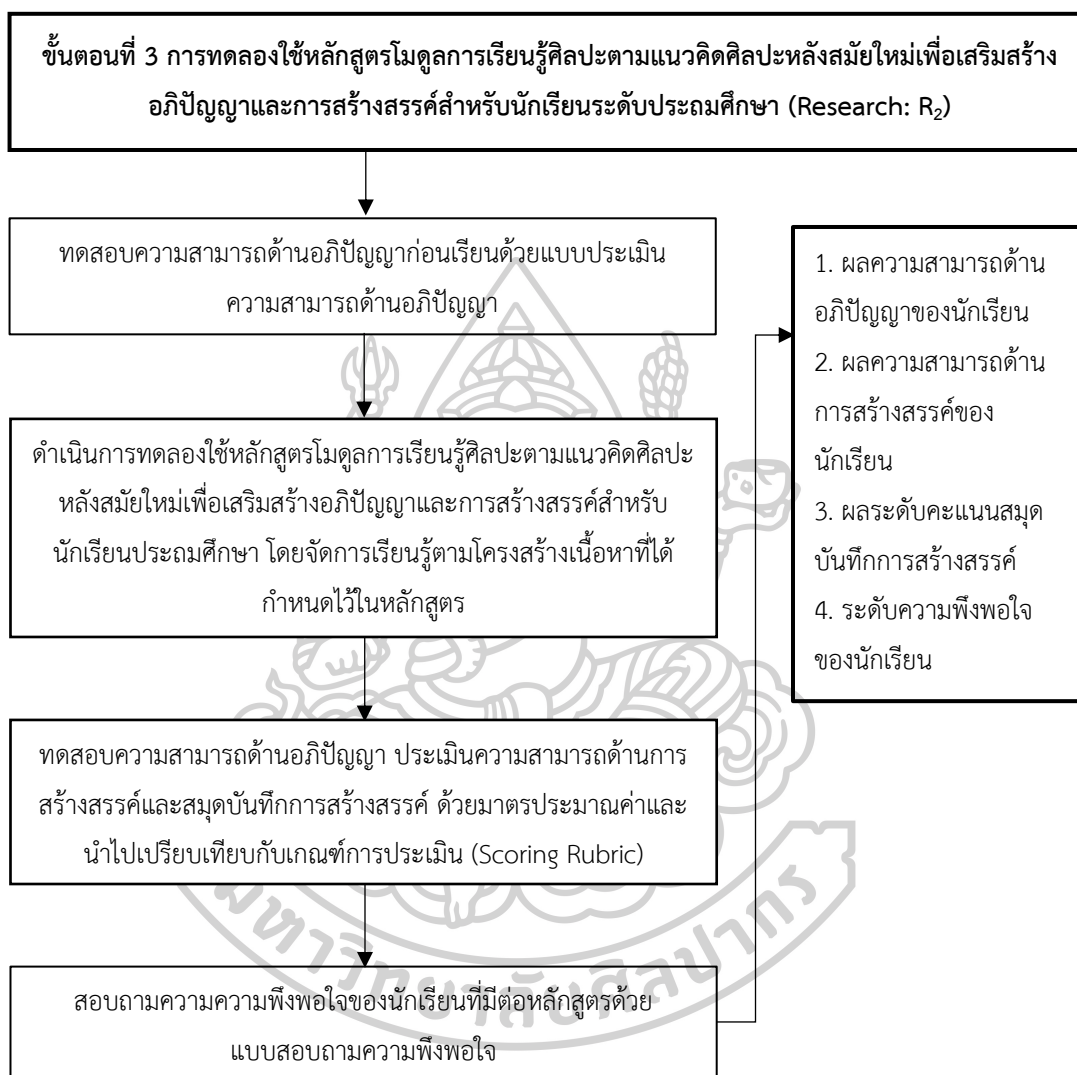 ขั้นตอนที่ 3 การทดลองใช้หลักสูตรโมดูลการเรียนรู้ศิลปะตามแนวคิดศิลปะหลังสมัยใหม่เพื่อเสริมสร้าง
อภิปัญญาและการสร้างสรรค์สำหรับนักเรียนระดับประถมศึกษา (Research: R₂)
ทดสอบความสามารถด้านอภิปัญญาก่อนเรียนด้วยแบบประเมิน
ความสามารถด้านอภิปัญญา
ดำเนินการทดลองใช้หลักสูตรโมดูลการเรียนรู้ศิลปะตามแนวคิดศิลปะ
หลังสมัยใหม่เพื่อเสริมสร้างอภิปัญญาและการสร้างสรรค์สำหรับ
นักเรียนประถมศึกษา โดยจัดการเรียนรู้ตามโครงสร้างเนื้อหาที่ได้
กำหนดไว้ในหลักสูตร
ทดสอบความสามารถด้านอภิปัญญา ประเมินความสามารถด้านการ
สร้างสรรค์และสมุดบันทึกการสร้างสรรค์ ด้วยมาตรประมาณค่าและ
นำไปเปรียบเทียบกับเกณฑ์การประเมิน (Scoring Rubric)
สอบถามความความพึงพอใจของนักเรียนที่มีต่อหลักสูตรด้วย
แบบสอบถามความพึงพอใจ
1. ผลความสามารถด้าน
อภิปัญญาของนักเรียน
2. ผลความสามารถด้าน
การสร้างสรรค์ของ
นักเรียน
3. ผลระดับคะแนนสมุด
บันทึกการสร้างสรรค์
4. ระดับความพึงพอใจ
ของนักเรียน
มหาวิทยาลัยศิลปากร